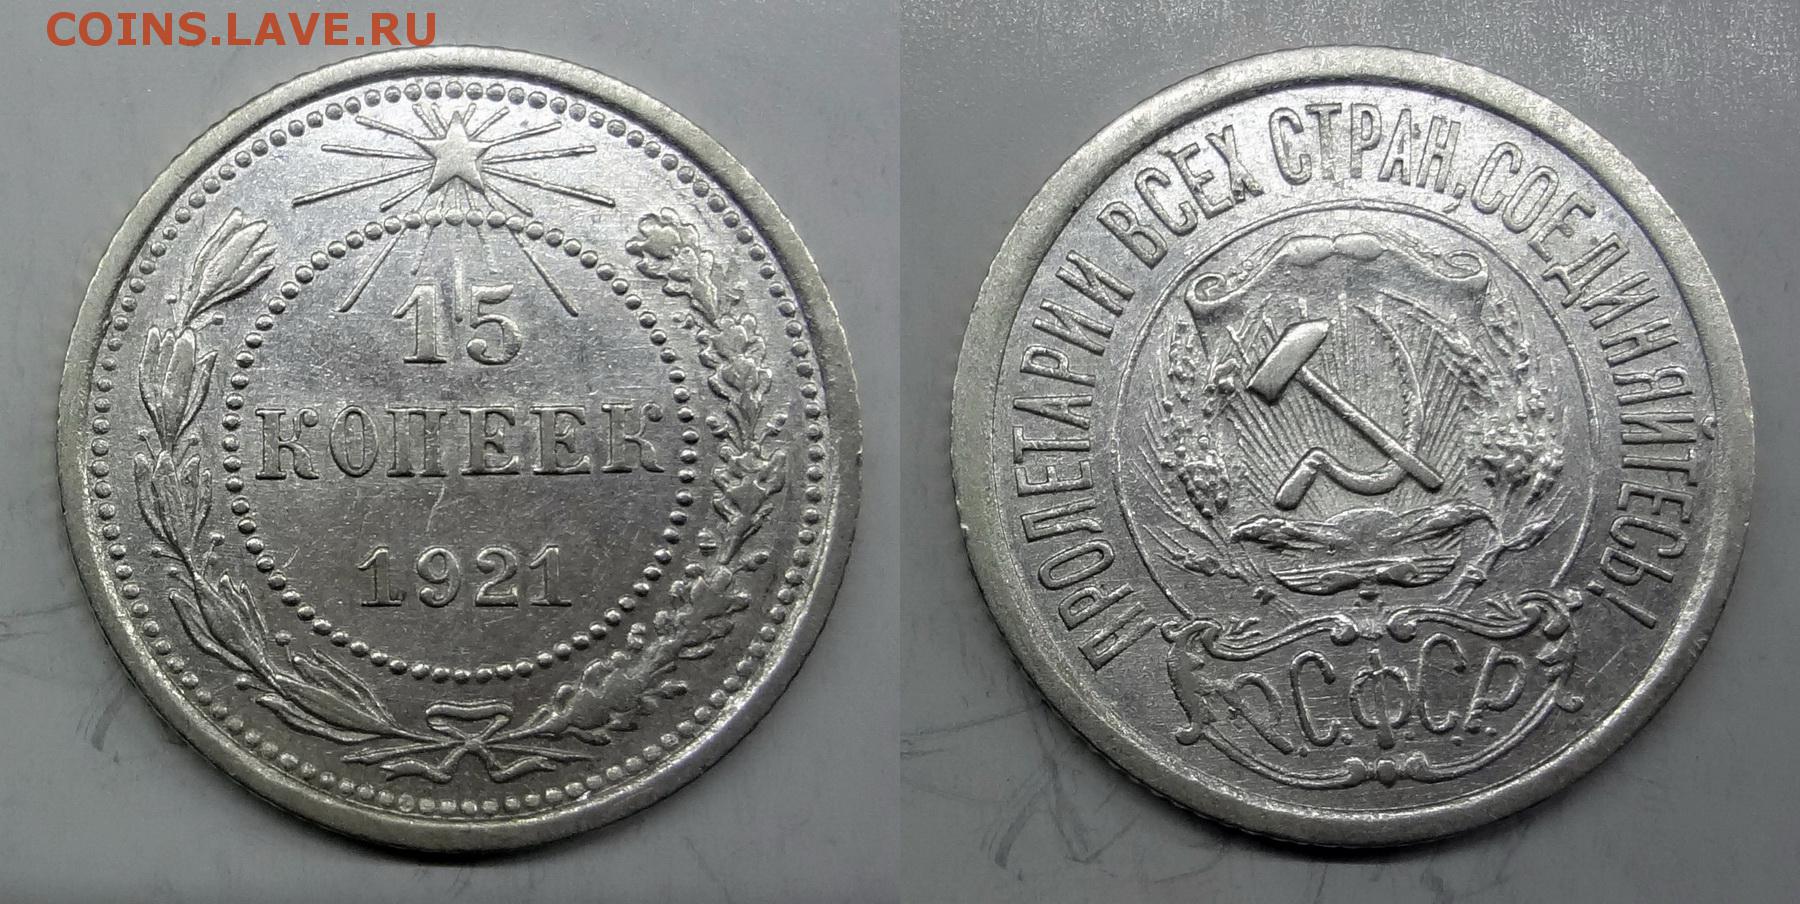 COINS.LAVE.RU
15
КОПЕЕК
1921
ПРОЛЕТАРИИ ВСЕХ СТРАН, СОЕДИНЯЙТЕСЬ!
Р.С.Ф.С.Р.